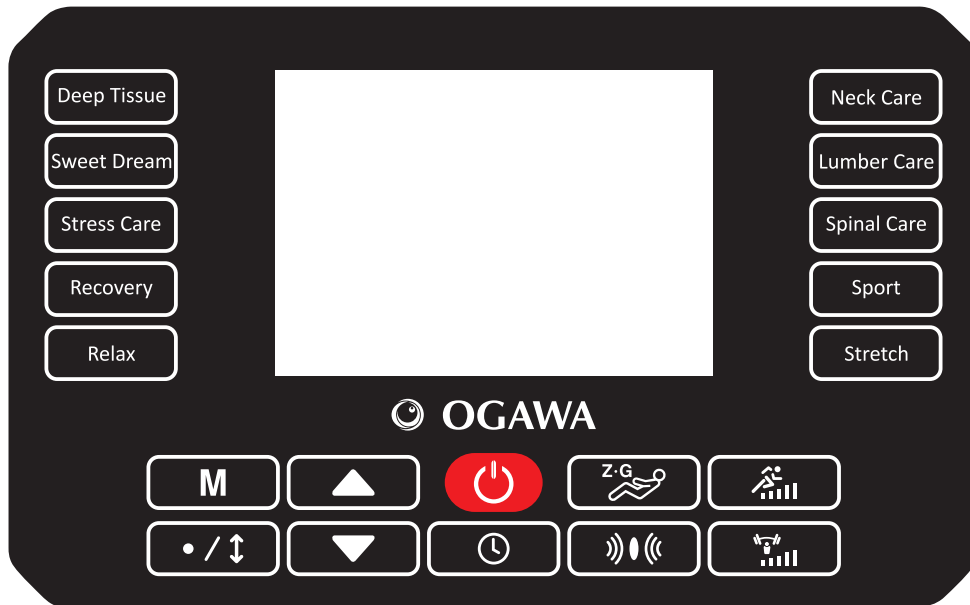 Deep Tissue
Sweet Dream
Stress Care
Recovery
Relax
Neck Care
Lumber Care
Spinal Care
Sport
Stretch
OGAWA
M
Z·G
• / ↕